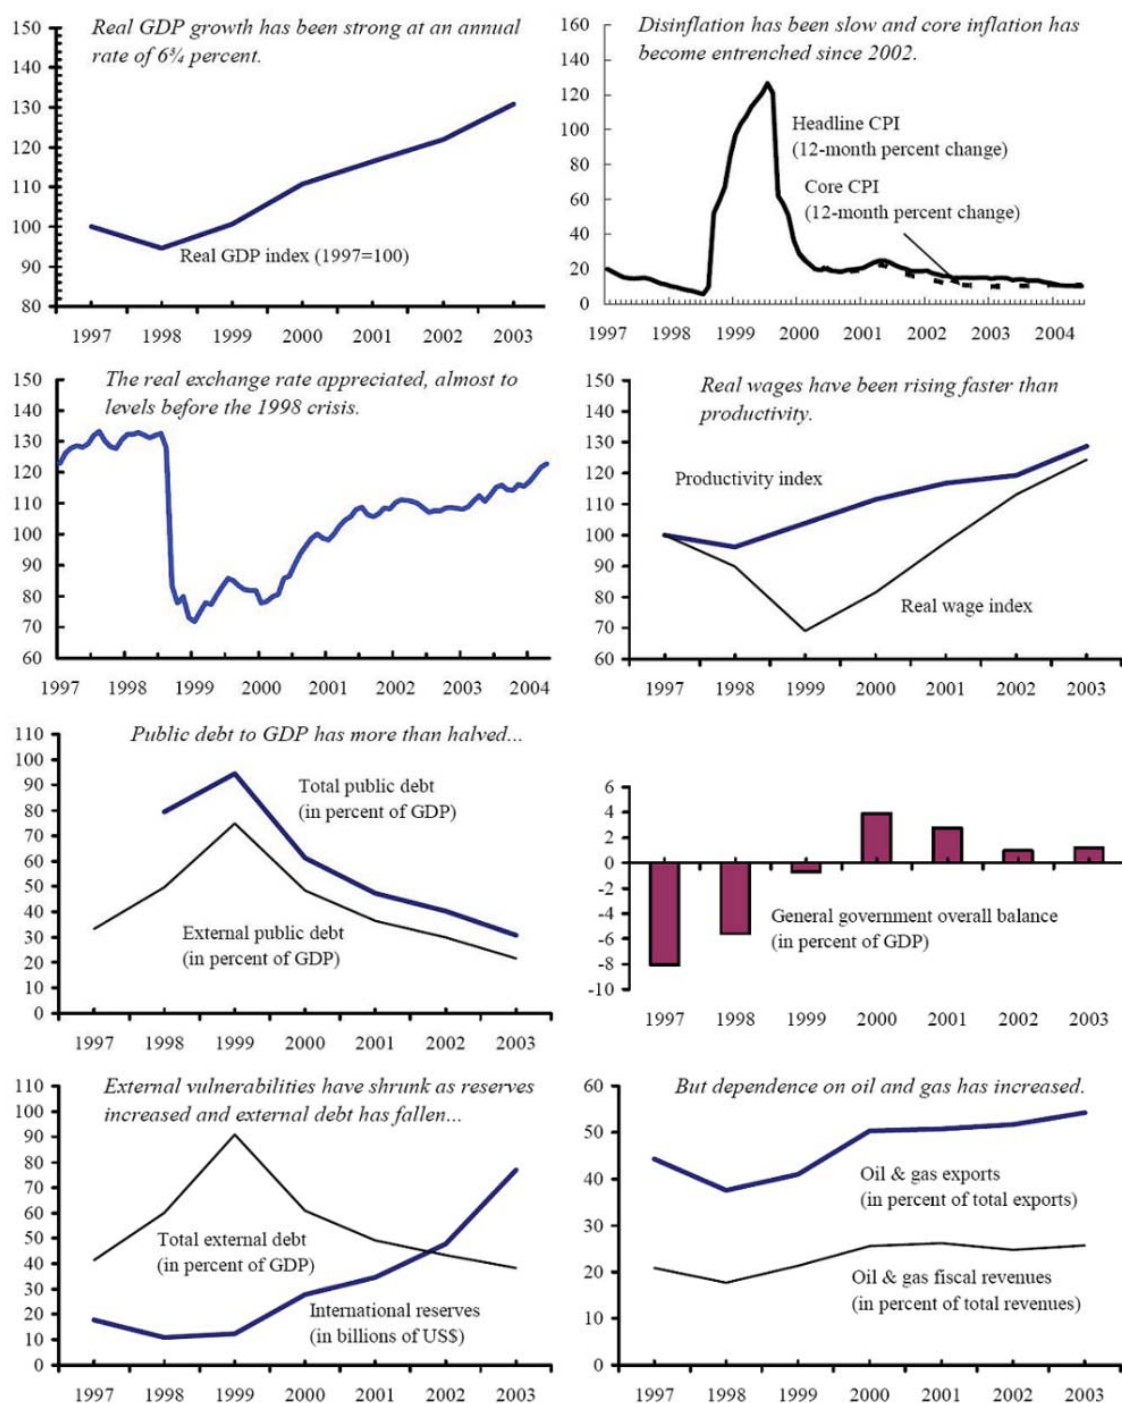 Real GDP growth has been strong at an annual
rate of 6¾ percent.
150
140
130
120
110
100
90
80
Real GDP index (1997=100)
1997 1998 1999 2000 2001 2002 2003
Disinflation has been slow and core inflation has
become entrenched since 2002.
160
140
120
100
80
60
40
20
0
Headline CPI
(12-month percent change)
Core CPI
(12-month percent change)
1997 1998 1999 2000 2001 2002 2003 2004
The real exchange rate appreciated, almost to
levels before the 1998 crisis.
150
140
130
120
110
100
90
80
70
60
1997 1998 1999 2000 2001 2002 2003 2004
Real wages have been rising faster than
productivity.
150
140
130
120
110
100
90
80
70
60
Productivity index
Real wage index
1997 1998 1999 2000 2001 2002 2003
Public debt to GDP has more than halved...
110
100
90
80
70
60
50
40
30
20
10
0
Total public debt
(in percent of GDP)
External public debt
(in percent of GDP)
1997 1998 1999 2000 2001 2002 2003
6
4
2
0
-2
-4
-6
-8
-10
General government overall balance
(in percent of GDP)
1997 1998 1999 2000 2001 2002 2003
External vulnerabilities have shrunk as reserves
increased and external debt has fallen...
110
100
90
80
70
60
50
40
30
20
10
0
Total external debt
(in percent of GDP)
International reserves
(in billions of US$)
1997 1998 1999 2000 2001 2002 2003
But dependence on oil and gas has increased.
60
50
40
30
20
10
0
Oil & gas exports
(in percent of total exports)
Oil & gas fiscal revenues
(in percent of total revenues)
1997 1998 1999 2000 2001 2002 2003